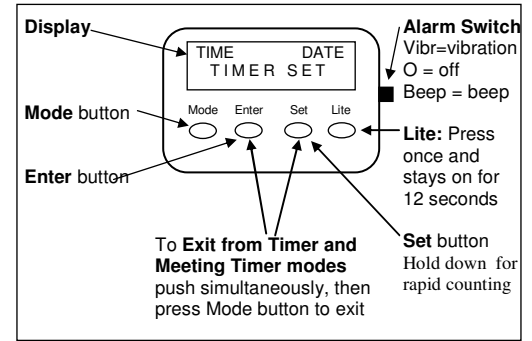 Display
TIME DATE
TIMER SET
Mode Enter Set Lite
Mode button
Enter button
Alarm Switch
Vibr=vibration
O = off
Beep = beep
Lite: Press
once and
stays on for
12 seconds
Set button
Hold down for
rapid counting
To Exit from Timer and
Meeting Timer modes
push simultaneously, then
press Mode button to exit